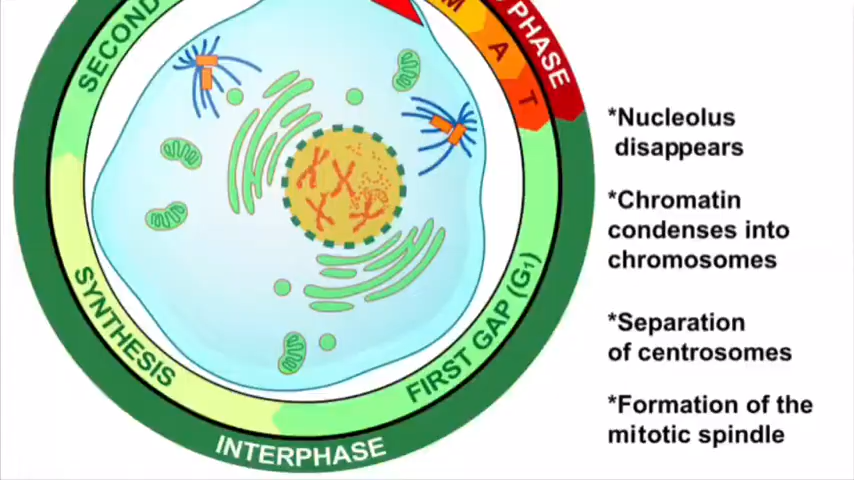 SECOND
M
A
T
PHASE
*Nucleolus
disappears
*Chromatin
condenses into
chromosomes
SYNTHESIS
FIRST GAP (G₁)
*Separation
of centrosomes
*Formation of the
mitotic spindle
INTERPHASE